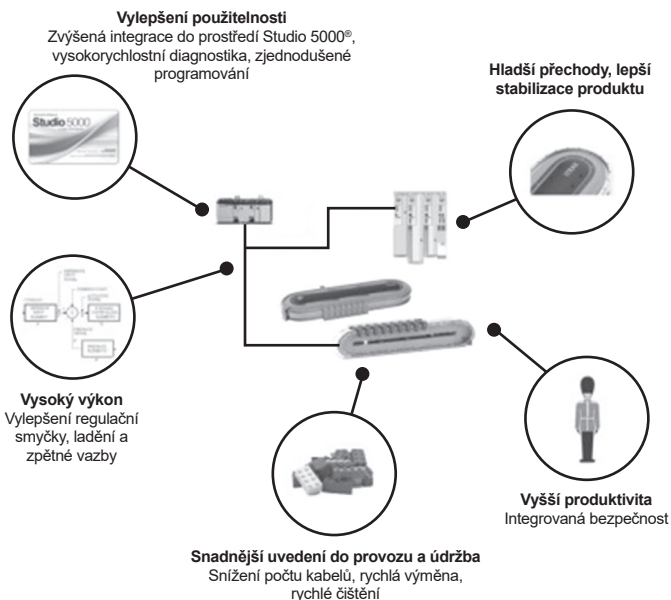 Vylepšení použitelnosti
Zvýšená integrace do prostředí Studio 5000®,
vysokorychlostní diagnostika, zjednodušené
programování
Hladší přechody, lepší
stabilizace produktu
Studio 5000
Vysoký výkon
Vylepšení regulační
smyčky, ladění a
zpětné vazby
Vyšší produktivita
Integrovaná bezpečnost
Snadnější uvedení do provozu a údržba
Snížení počtu kabelů, rychlá výměna,
rychlé čištění